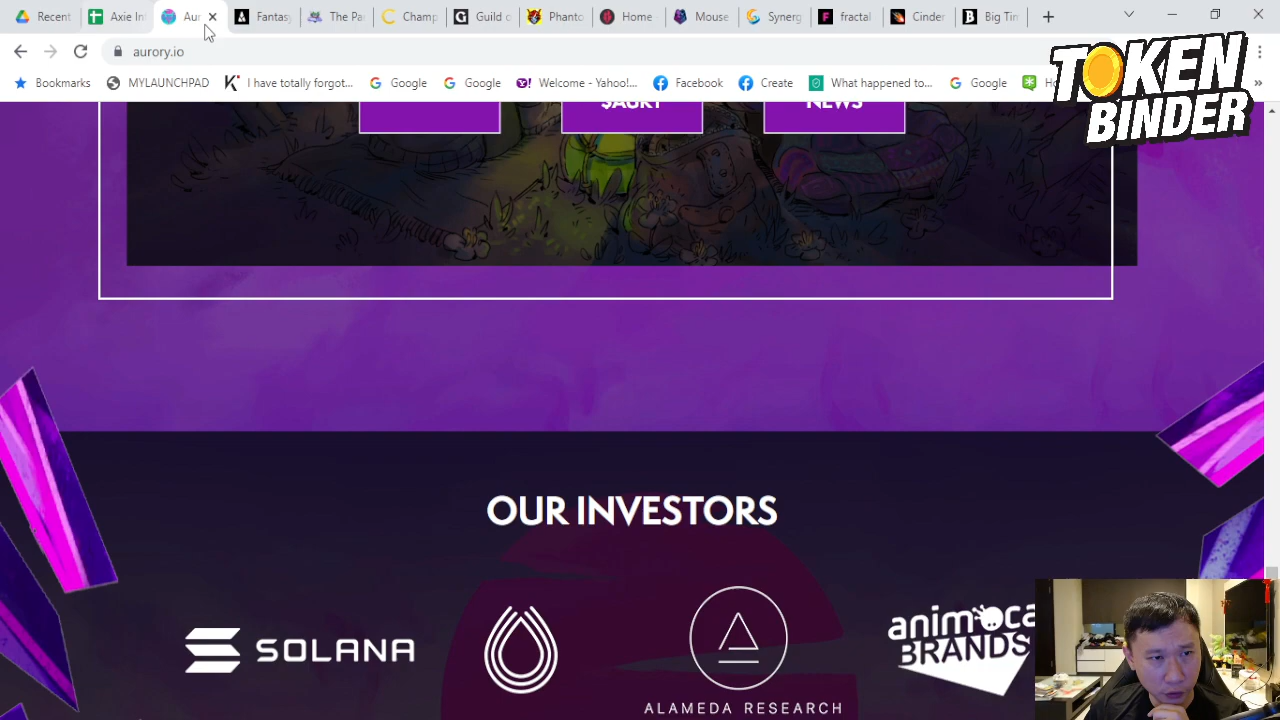 Recent
Axie In
Aur
Fantas
The Pa
Champ
Guild o
Phanto
Home
Mouse
Synerg
fractal
Cinder
Big Tim
aurory.io
Bookmarks
MYLAUNCHPAD
I have totally forgot...
Google
Google
Welcome - Yahoo!...
Facebook
Create
What happened to...
Google
TOKEN
BINDER
$AURY
NEWS
OUR INVESTORS
SOLANA
ALAMEDA RESEARCH
animoca
BRANDS